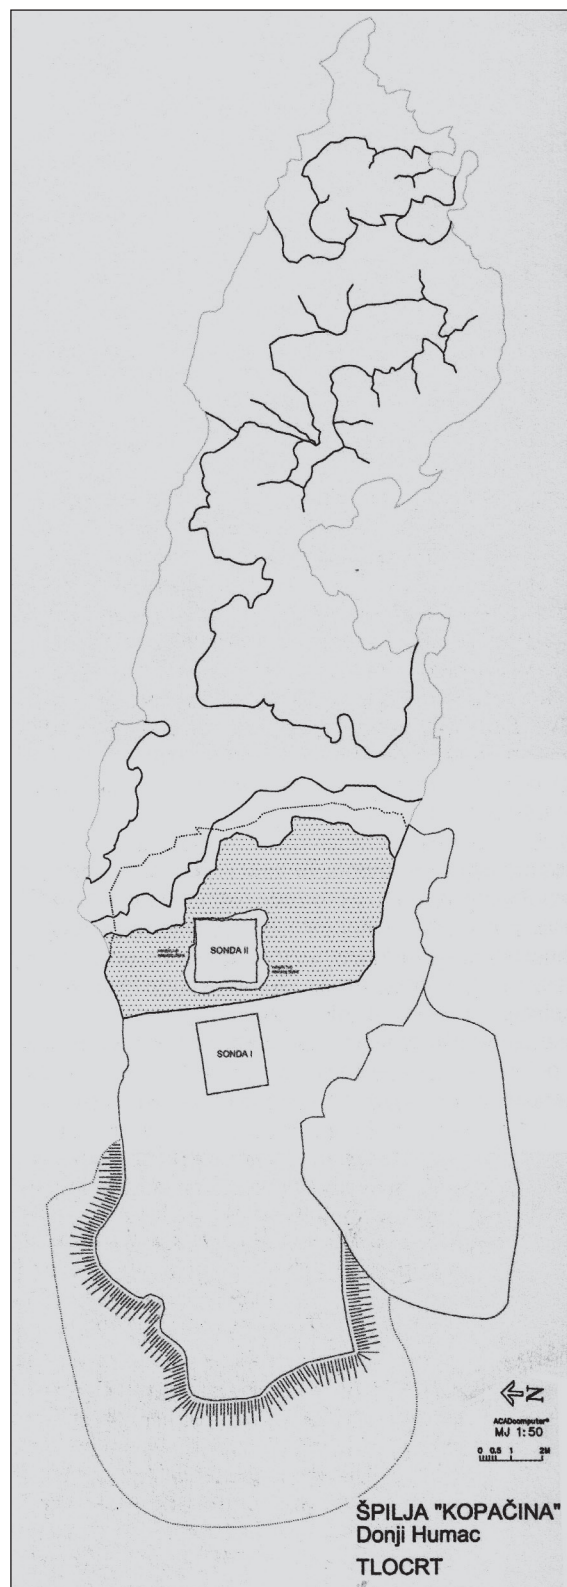 SONDA II
SONDA I
N
ACADcomputer®
MJ 1:50
0 0.5 1 2M
ŠPILJA "KOPAČINA"
Donji Humac
TLOCRT